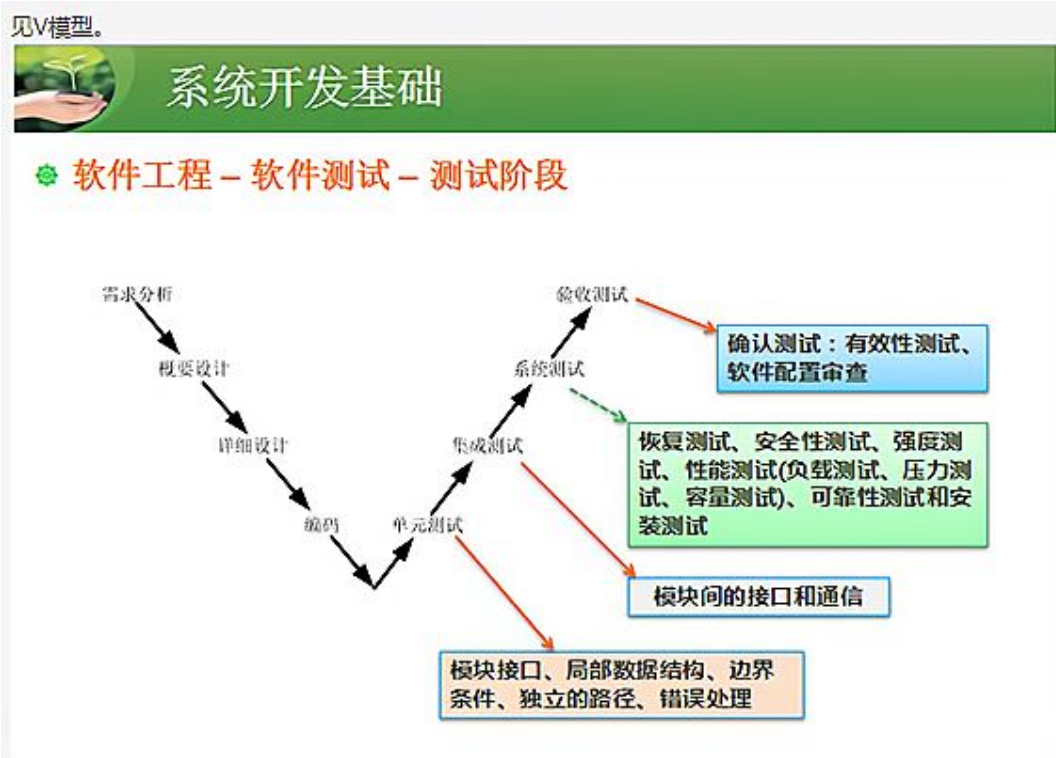 见V模型。
系统开发基础
软件工程 – 软件测试 – 测试阶段
需求分析
验收测试
确认测试：有效性测试、
软件配置审查
概要设计
系统测试
恢复测试、安全性测试、强度测
试、性能测试(负载测试、压力测
试、容量测试)、可靠性测试和安
装测试
详细设计
集成测试
编码
单元测试
模块间的接口和通信
模块接口、局部数据结构、边界
条件、独立的路径、错误处理